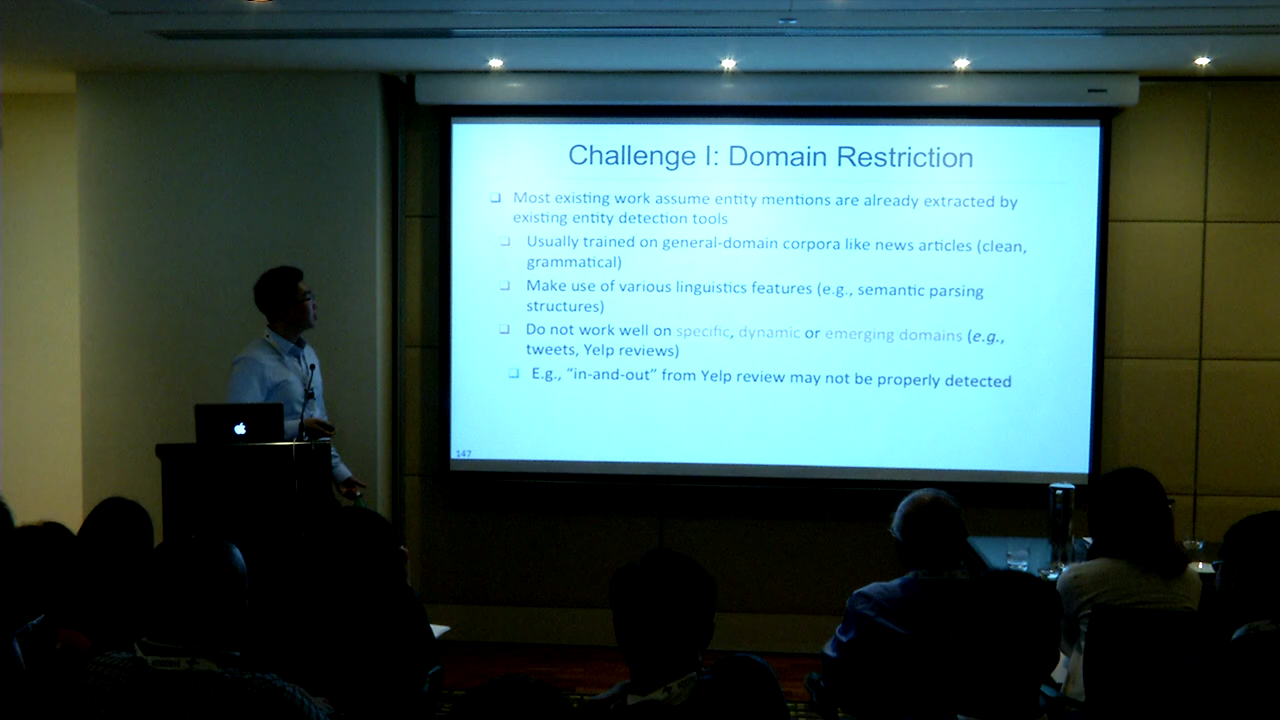 Challenge I: Domain Restriction
Most existing work assume entity mentions are already extracted by
existing entity detection tools
Usually trained on general-domain corpora like news articles (clean,
grammatical)
Make use of various linguistics features (e.g., semantic parsing
structures)
Do not work well on specific, dynamic or emerging domains (e.g.,
tweets, Yelp reviews)
E.g., “in-and-out” from Yelp review may not be properly detected
147